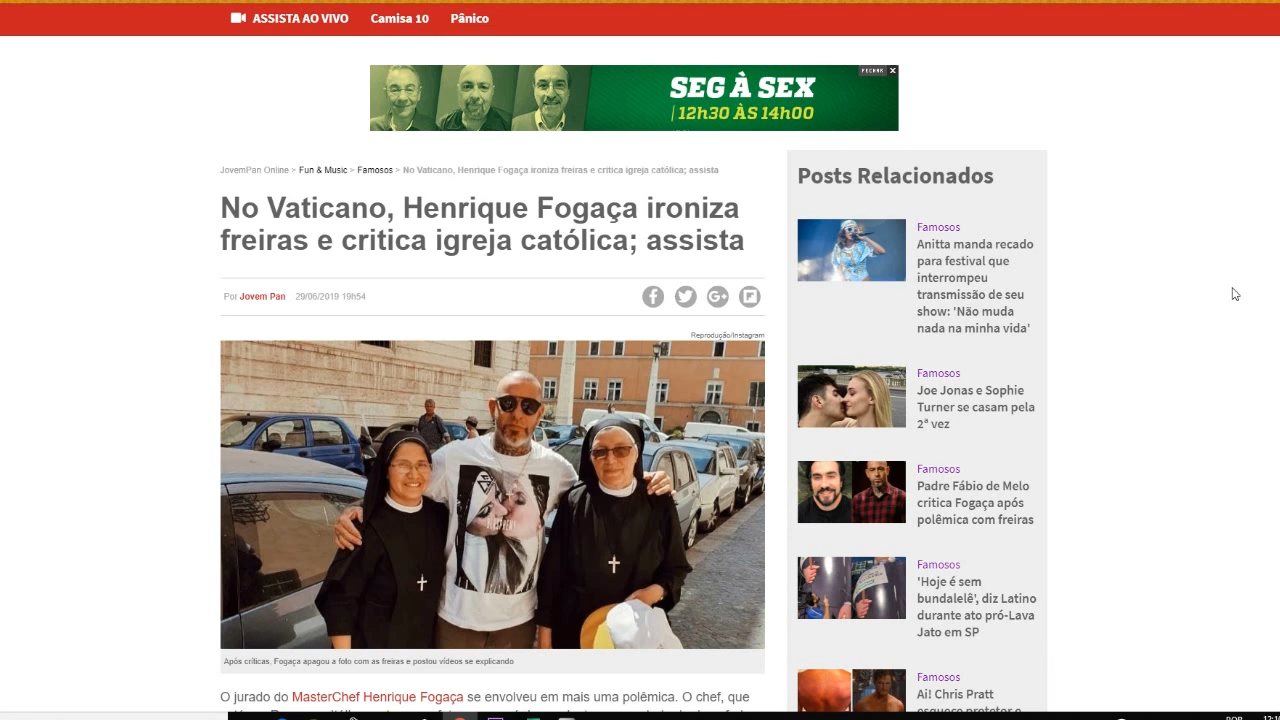 ASSISTA AO VIVO Camisa 10 Pânico
FECHAR X
SEG À SEX
12h30 ÀS 14h00
JovemPan Online > Fun & Music > Famosos > No Vaticano, Henrique Fogaça ironiza freiras e critica igreja católica; assista
No Vaticano, Henrique Fogaça ironiza
freiras e critica igreja católica; assista
Por Jovem Pan 29/06/2019 19h54
Reprodução/Instagram
Após críticas, Fogaça apagou a foto com as freiras e postou vídeos se explicando
O jurado do MasterChef Henrique Fogaça se envolveu em mais uma polêmica. O chef, que
Posts Relacionados
Famosos
Anitta manda recado
para festival que
interrompeu
transmissão de seu
show: 'Não muda
nada na minha vida'
Famosos
Joe Jonas e Sophie
Turner se casam pela
2ª vez
Famosos
Padre Fábio de Melo
critica Fogaça após
polêmica com freiras
Famosos
'Hoje é sem
bundalelê', diz Latino
durante ato pró-Lava
Jato em SP
Famosos
Ai! Chris Pratt
esquece protetor e